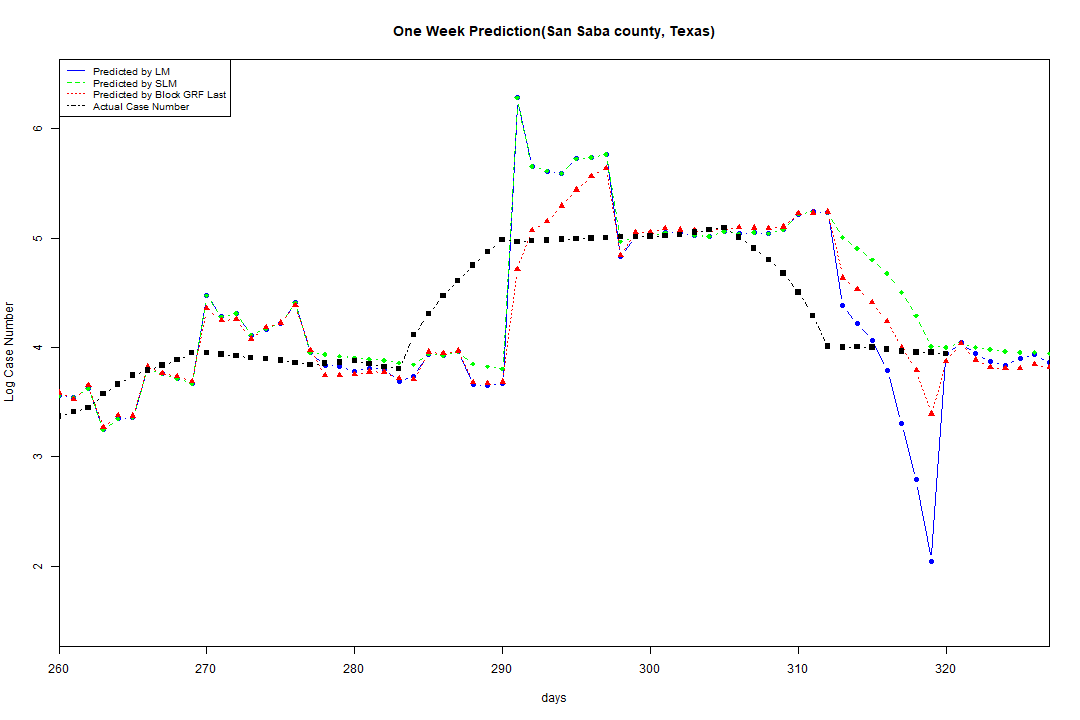 One Week Prediction(San Saba county, Texas)
Predicted by LM
Predicted by SLM
Predicted by Block GRF Last
Actual Case Number
6
5
4
3
2
Log Case Number
260 270 280 290 300 310 320
days